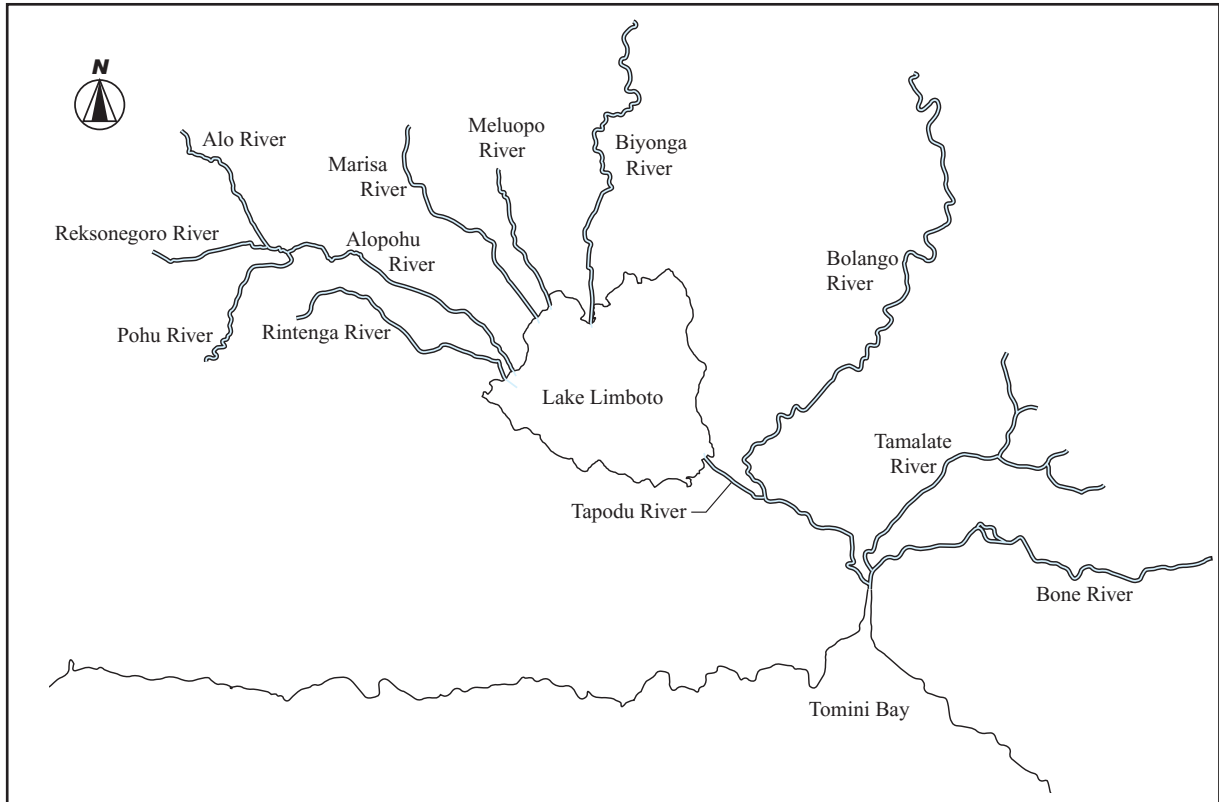 N
Alo River
Meluopo
River
Biyonga
River
Marisa
River
Reksonegoro River
Alopohu
River
Bolango
River
Pohu River
Rintenga River
Lake Limboto
Tamalate
River
Tapodu River
Bone River
Tomini Bay